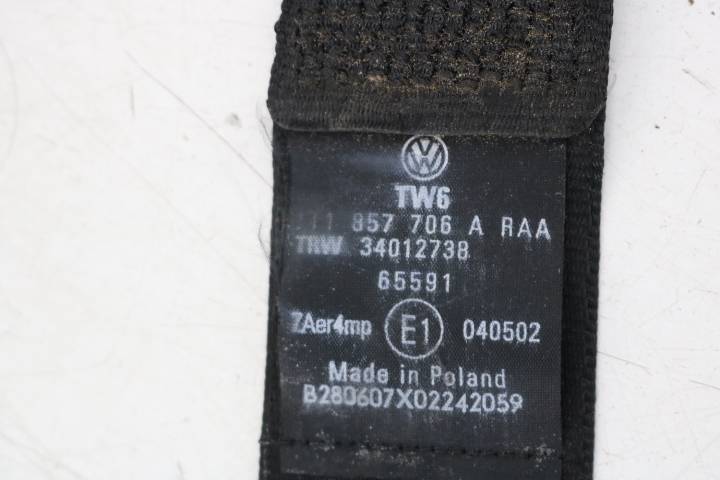 TW6
857 706 A RAA
TRW 34012738
65591
7Aer4mp E1 040502
Made in Poland
B280607X02242059